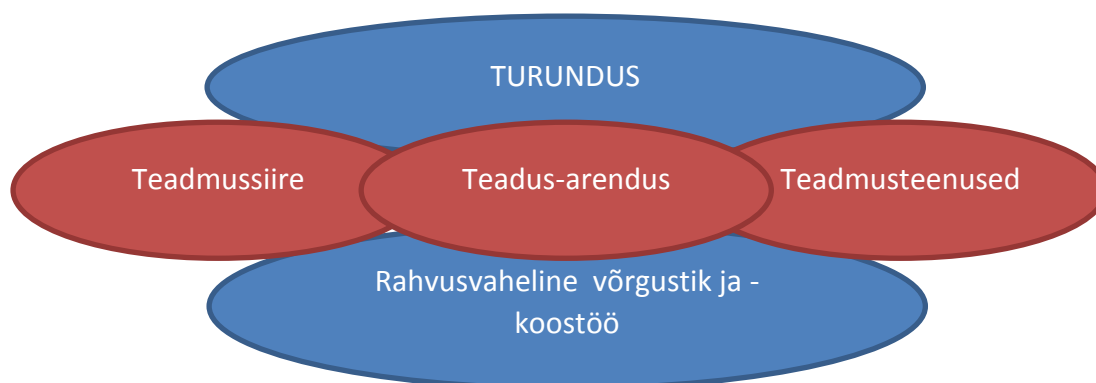 TURUNDUS
Teadmussiire
Teadus-arendus
Teadmusteenused
Rahvusvaheline võrgustik ja -
koostöö